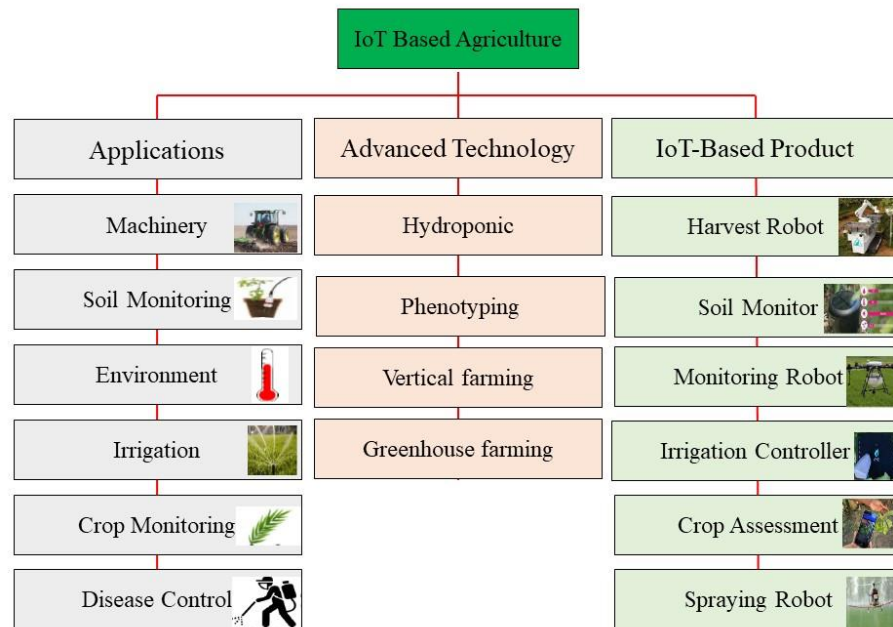 IoT Based Agriculture
Applications
Advanced Technology
IoT-Based Product
Machinery
Hydroponic
Harvest Robot
Soil Monitoring
Phenotyping
Soil Monitor
Environment
Vertical farming
Monitoring Robot
Irrigation
Greenhouse farming
Irrigation Controller
Crop Monitoring
Crop Assessment
Disease Control
Spraying Robot